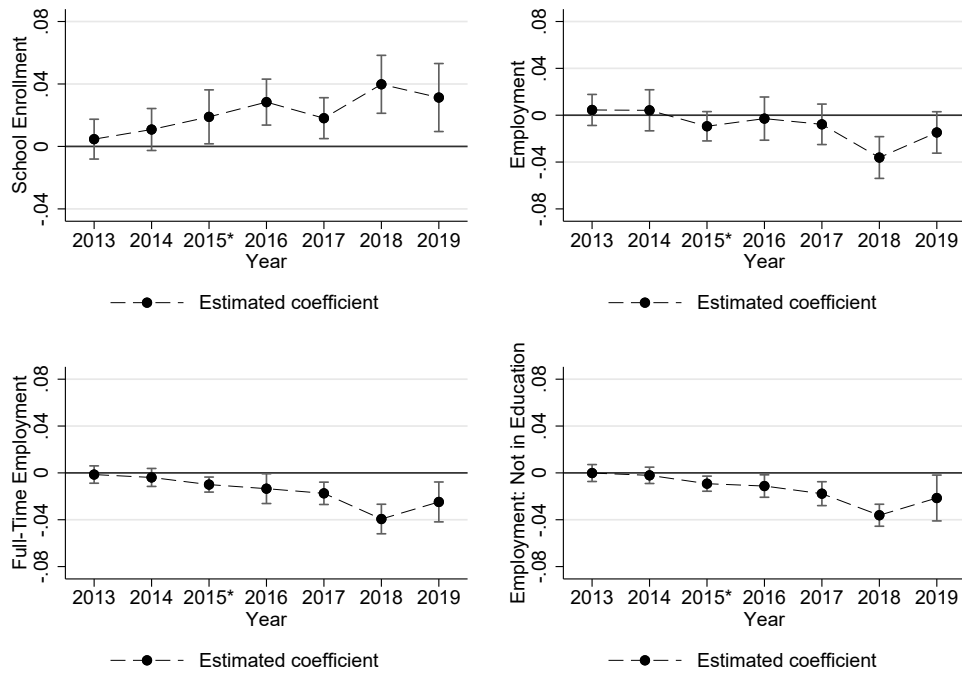 School Enrollment
.08
.04
0
-.04
2013 2014 2015* 2016 2017 2018 2019
Year
Estimated coefficient
Employment
.08
.04
0
-.04
-.08
2013 2014 2015* 2016 2017 2018 2019
Year
Estimated coefficient
Full-Time Employment
.08
.04
0
-.04
-.08
2013 2014 2015* 2016 2017 2018 2019
Year
Estimated coefficient
Employment: Not in Education
.08
.04
0
-.04
-.08
2013 2014 2015* 2016 2017 2018 2019
Year
Estimated coefficient